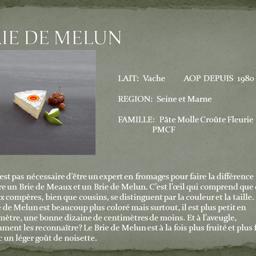 IE DE MELUN
LAIT: Vache AOP DEPUIS 1980
REGION: Seine et Marne
FAMILLE: Pâte Molle Croûte Fleurie
PMCF
est pas nécessaire d'être un expert en fromages pour faire la différence
re un Brie de Meaux et un Brie de Melun. C'est l'œil qui comprend que
x compères, bien que cousins, se distinguent par la couleur et la taille.
e de Melun est beaucoup plus coloré mais surtout, il est plus petit en
mètre, une bonne dizaine de centimètres de moins. Et à l'aveugle,
ment les reconnaître? Le Brie de Melun est à la fois plus fruité et plus
c un léger goût de noisette.